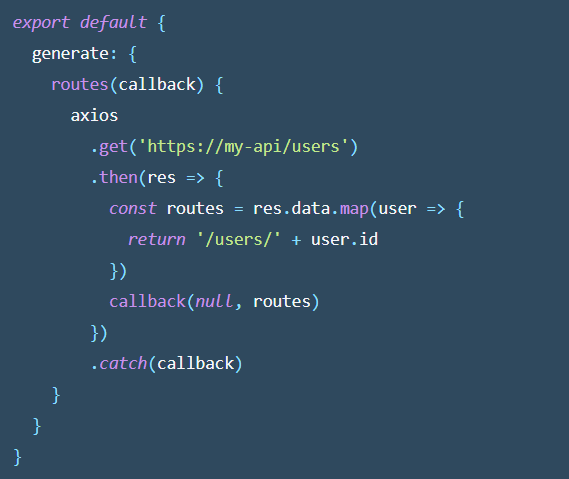 export default {
  generate: {
    routes(callback) {
      axios
        .get('https://my-api/users')
        .then(res => {
          const routes = res.data.map(user => {
            return '/users/' + user.id
          })
          callback(null, routes)
        })
        .catch(callback)
    }
  }
}